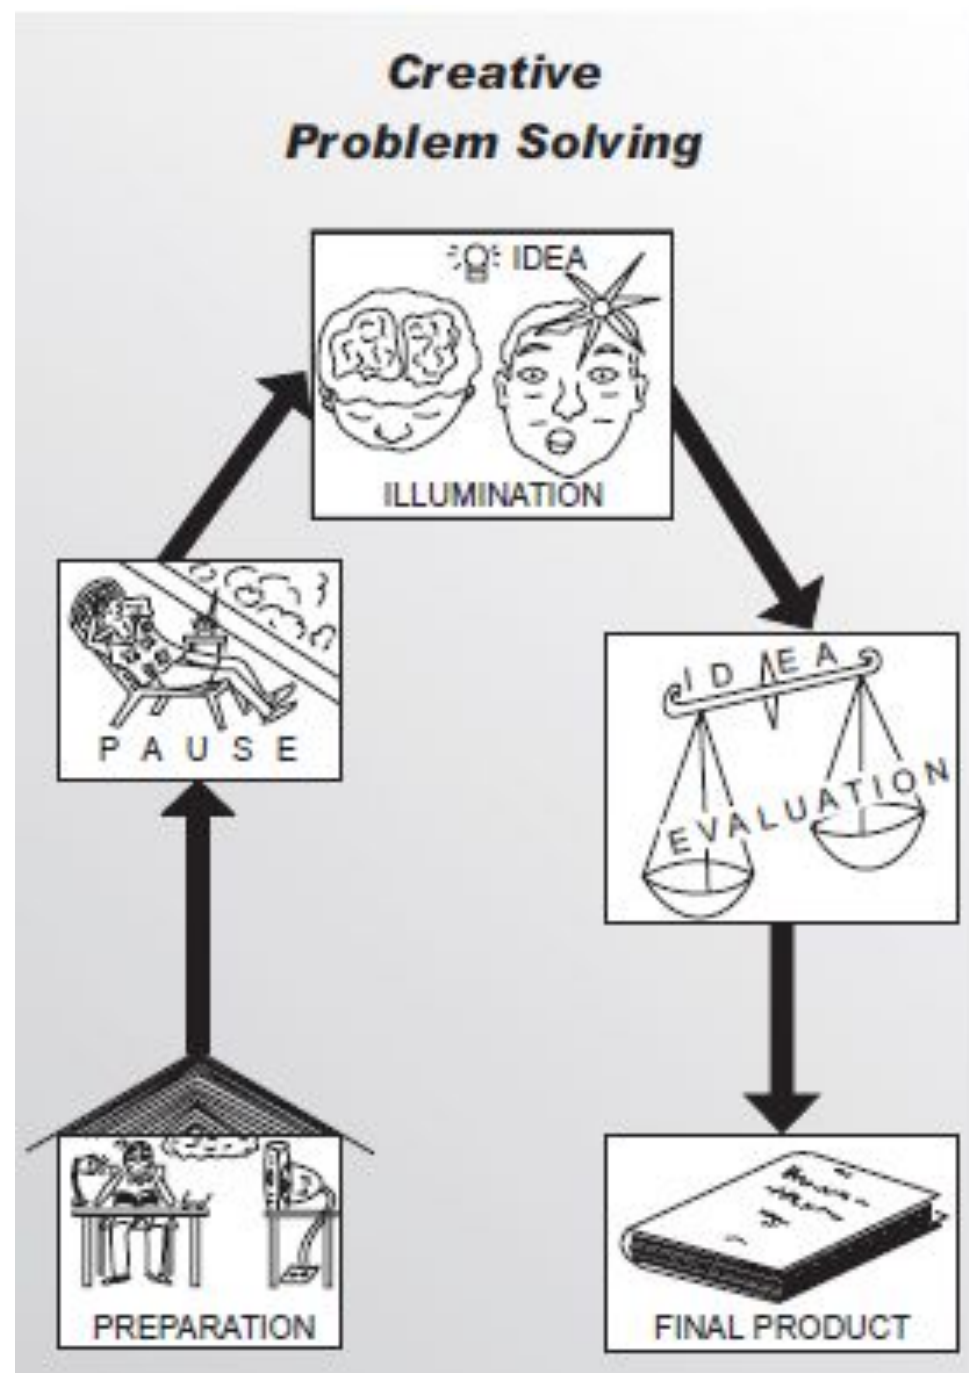 Creative
Problem Solving
IDEA
ILLUMINATION
PAUSE
IDEA
EVALUATION
PREPARATION
FINAL PRODUCT